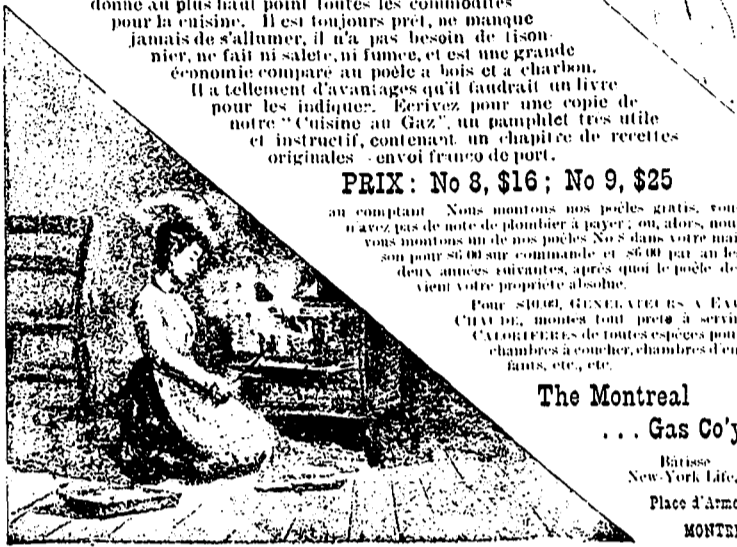 donne au plus haut point toutes les commodités
pour la cuisine. Il est toujours prêt, ne manque
jamais de s'allumer, il n'a pas besoin de tison-
nier, ne fait ni saleté, ni fumée, et est une grande
économie comparé au poële a bois et a charbon.
Il a tellement d'avantages qu'il faudrait un livre
pour les indiquer. Ecrivez pour une copie de
notre "Cuisine au Gaz", un pamphlet très utile
et instructif, contenant un chapitre de recettes
originales - envoi franco de port.
PRIX: No 8, $16; No 9, $25
au comptant Nous montons nos poëles gratis, vous
n'avez pas de note de plombier à payer; ou, alors, nou
vous montons un de nos poëles No 8 dans votre mai
son pour $6.00 sur commande et $6.00 par an les
deux années suivantes, après quoi le poële de-
vient votre propriété absolue.
Pour $10.00, GENERATEURS A EAU
CHAUDE, montés tout prets à servir
CALORIFERES de toutes espèces pour
chambres à coucher, chambres d'en
fants, etc., etc.
The Montreal
... Gas Co'y
Bâtisse
New-York Life,
Place d'Arme
MONTRE